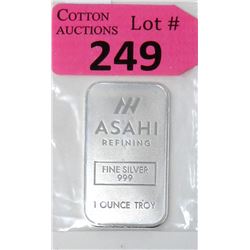 COTTON
AUCTIONS
Lot #
249
ASAHI
REFINING
FINE SILVER
999
1 OUNCE TROY